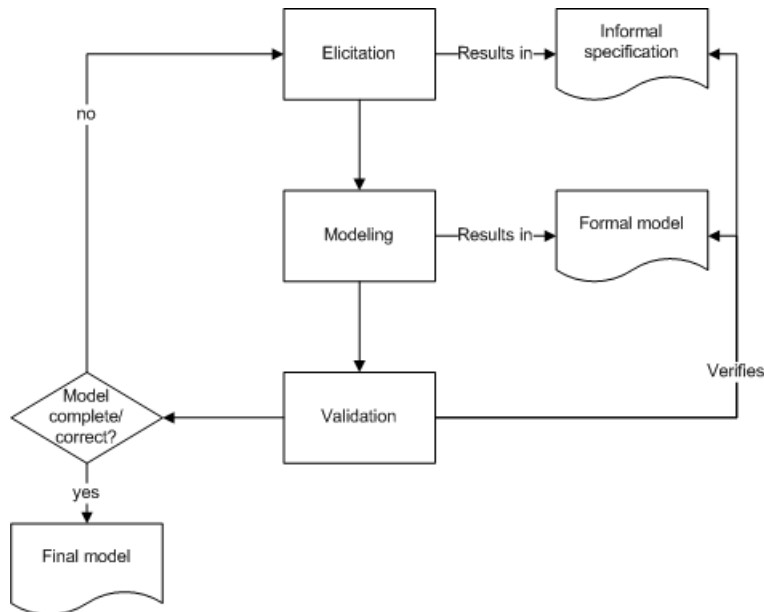 Elicitation
Results in
Informal
specification
no
Modeling
Results in
Formal model
Verifies
Model
complete/
correct?
Validation
yes
Final model